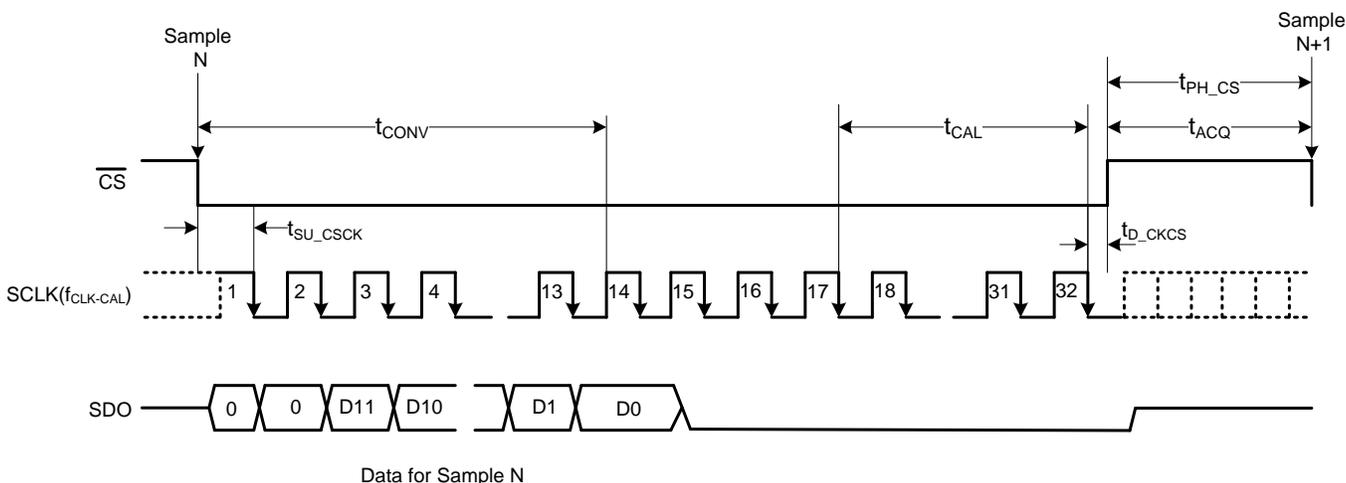 Sample
N
Sample
N+1
tPH_CS
tCONV
tCAL
tACQ
CS
tSU_CSCK
tD_CKCS
SCLK(fCLK-CAL)
1 2 3 4 13 14 15 16 17 18 31 32
SDO
0 0 D11 D10 D1 D0
Data for Sample N